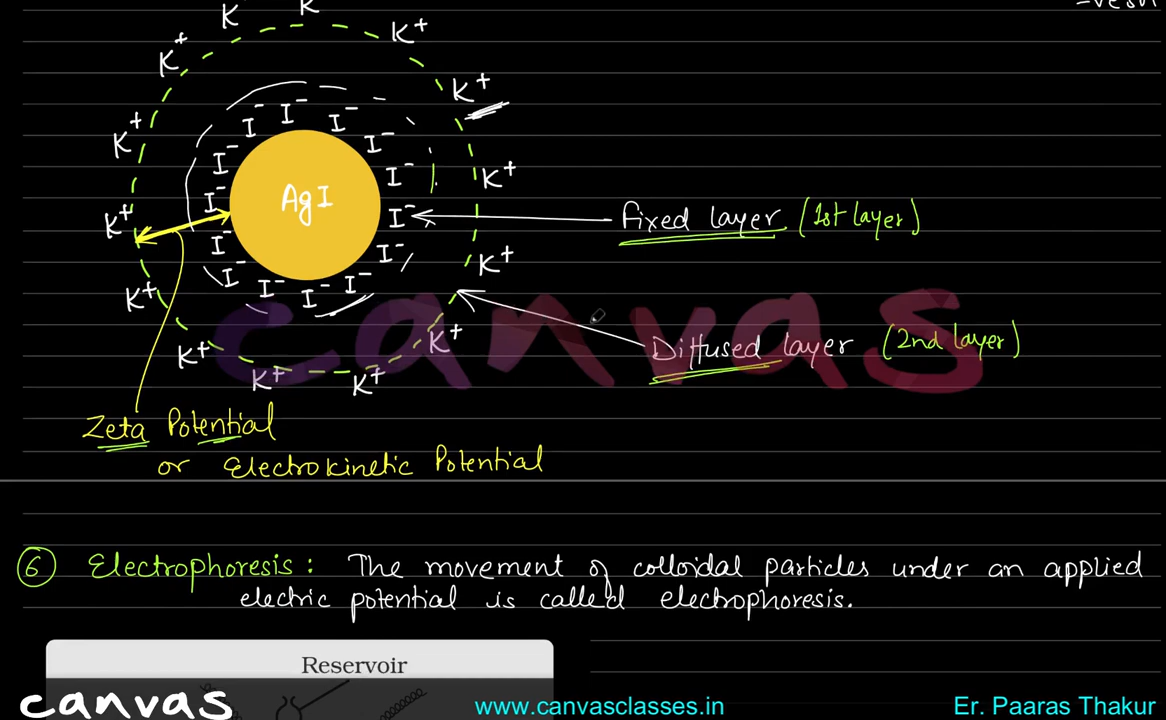 K
K
K+
K+
-ve
K+
I- I- I- I-
K+
I- I-
I- AgI I-
K+
K+ I- I-
Fixed layer (1st layer)
I- I-
I- I- I- I-
K+
K+
canvas
K+
Diffused layer (2nd layer)
K+
K+
K+
Zeta Potential
or Electrokinetic Potential
6 Electrophoresis: The movement of colloidal particles under an applied
electric potential is called electrophoresis.
Reservoir
canvas
www.canvasclasses.in
Er. Paaras Thakur